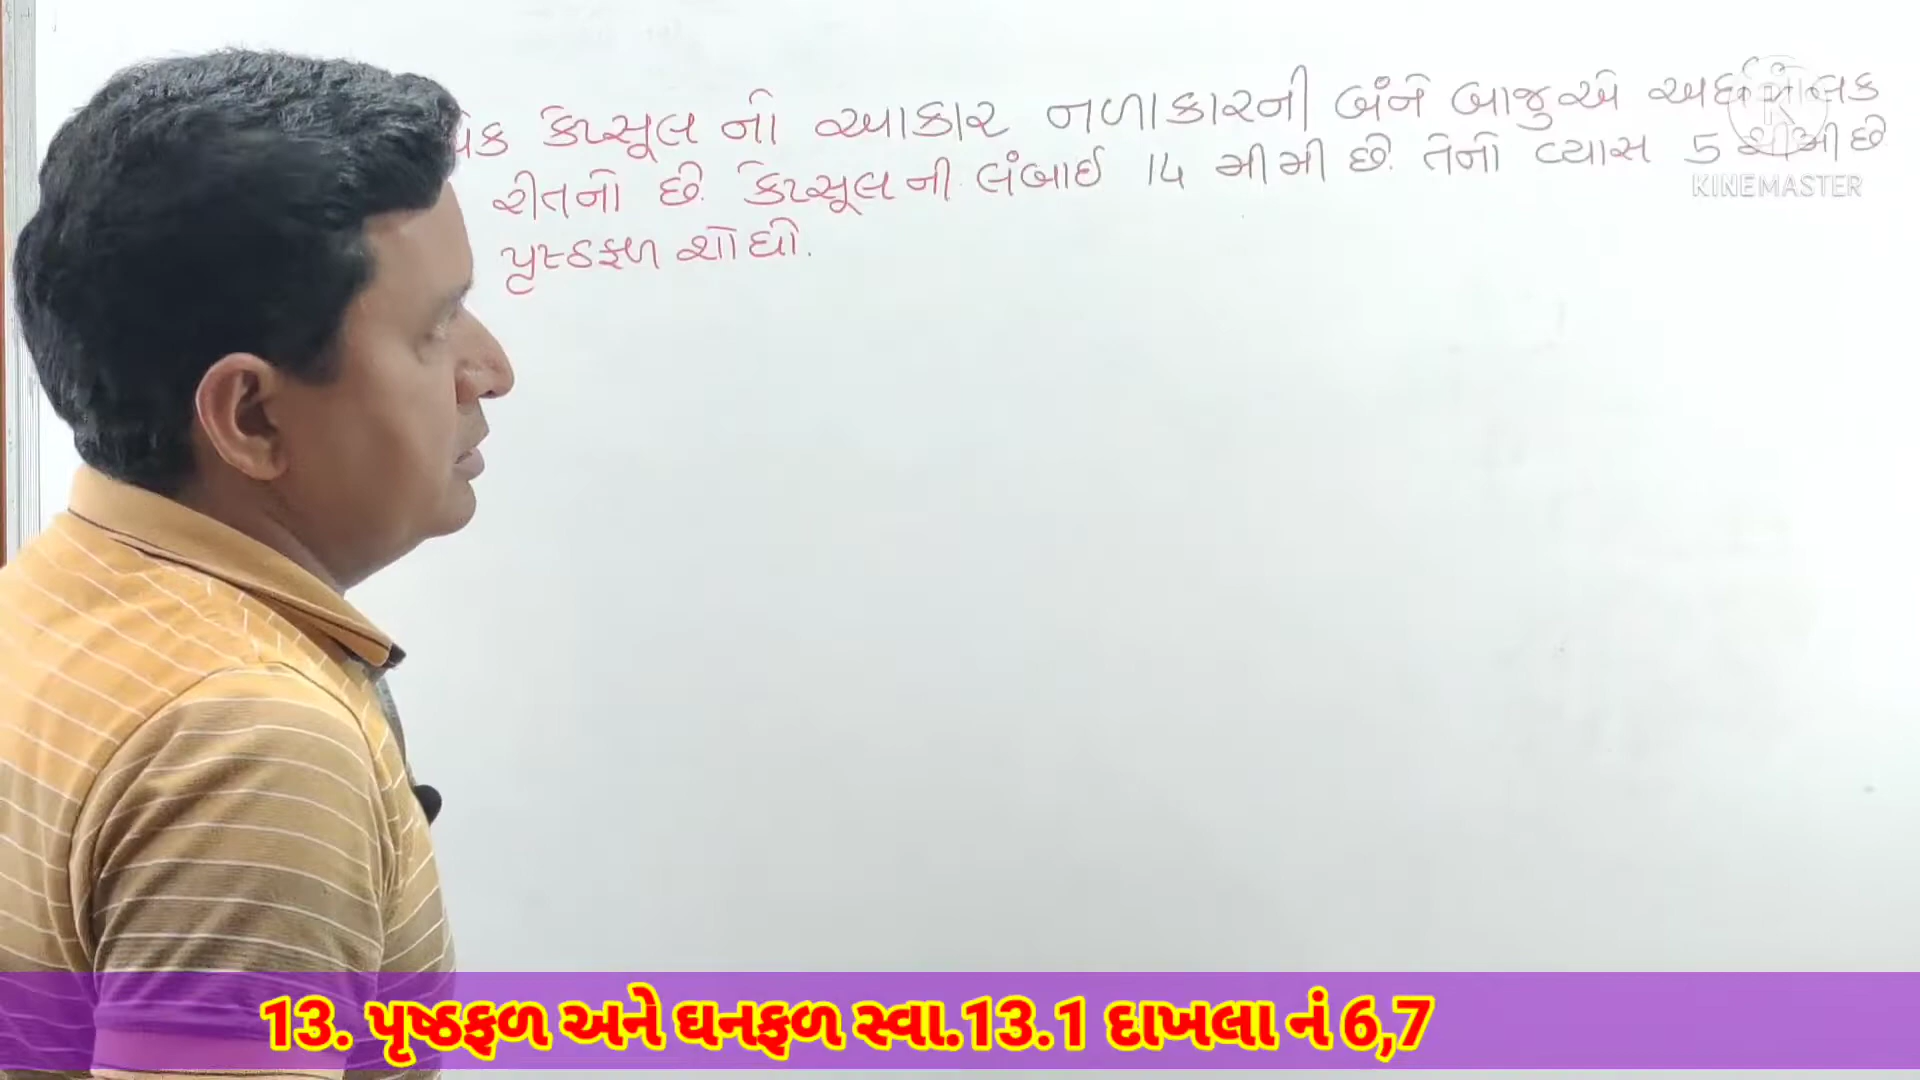 એક કેપ્સૂલ નો આકાર નળાકારની બંને બાજુએ અર્ધગોલક
રીતનો છે. કેપ્સૂલ ની લંબાઈ 14 મીમી છે. તેનો વ્યાસ 5 મીમી છે
પૃષ્ઠફળ શોધો.
KINEMASTER
13. પૃષ્ઠફળ અને ઘનફળ સ્વા.13.1 દાખલા નં 6,7